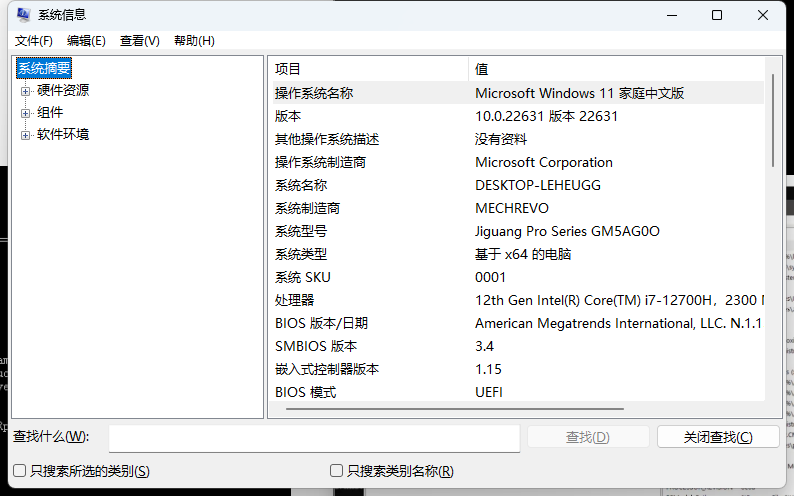 系统信息
文件(F) 编辑(E) 查看(V) 帮助(H)
系统摘要
硬件资源
组件
软件环境
项目 值
操作系统名称 Microsoft Windows 11 家庭中文版
版本 10.0.22631 版本 22631
其他操作系统描述 没有资料
操作系统制造商 Microsoft Corporation
系统名称 DESKTOP-LEHEUGG
系统制造商 MECHREVO
系统型号 Jiguang Pro Series GM5AG0O
系统类型 基于 x64 的电脑
系统 SKU 0001
处理器 12th Gen Intel(R) Core(TM) i7-12700H，2300
BIOS 版本/日期 American Megatrends International, LLC. N.1.1
SMBIOS 版本 3.4
嵌入式控制器版本 1.15
BIOS 模式 UEFI
查找什么(W): 查找(D) 关闭查找(C)
只搜索所选的类别(S) 只搜索类别名称(R)